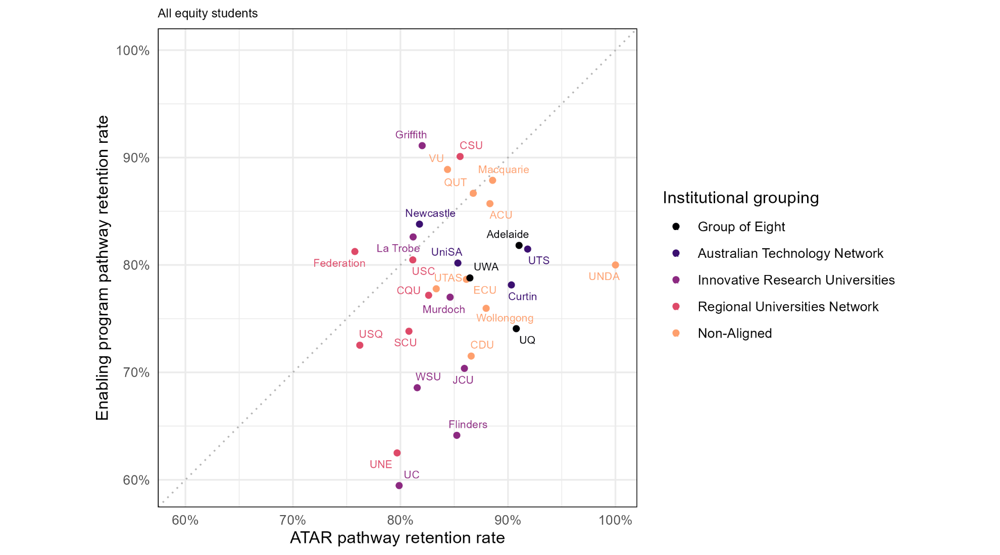 All equity students
100%
90%
80%
70%
60%
Enabling program pathway retention rate
Griffith
CSU
VU
Macquarie
QUT
Newcastle
ACU
Adelaide
La Trobe
UniSA
UTS
Federation
UWA
USC
UTAS
UNDA
CQU
ECU
Curtin
Murdoch
Wollongong
USQ
SCU
UQ
CDU
WSU
JCU
Flinders
UNE
UC
60%
70%
80%
90%
100%
ATAR pathway retention rate
Institutional grouping
Group of Eight
Australian Technology Network
Innovative Research Universities
Regional Universities Network
Non-Aligned